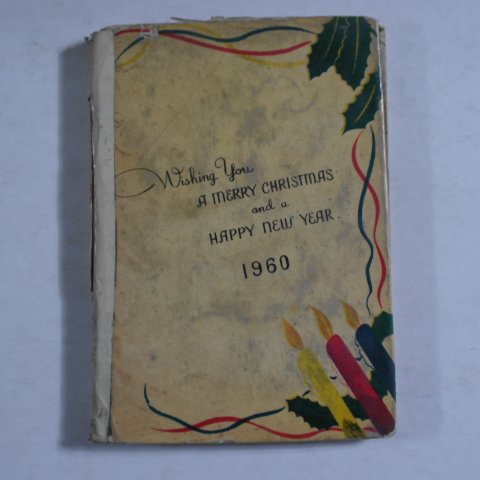 Wishing You
A MERRY CHRISTMAS
and a
HAPPY NEW YEAR.
1960